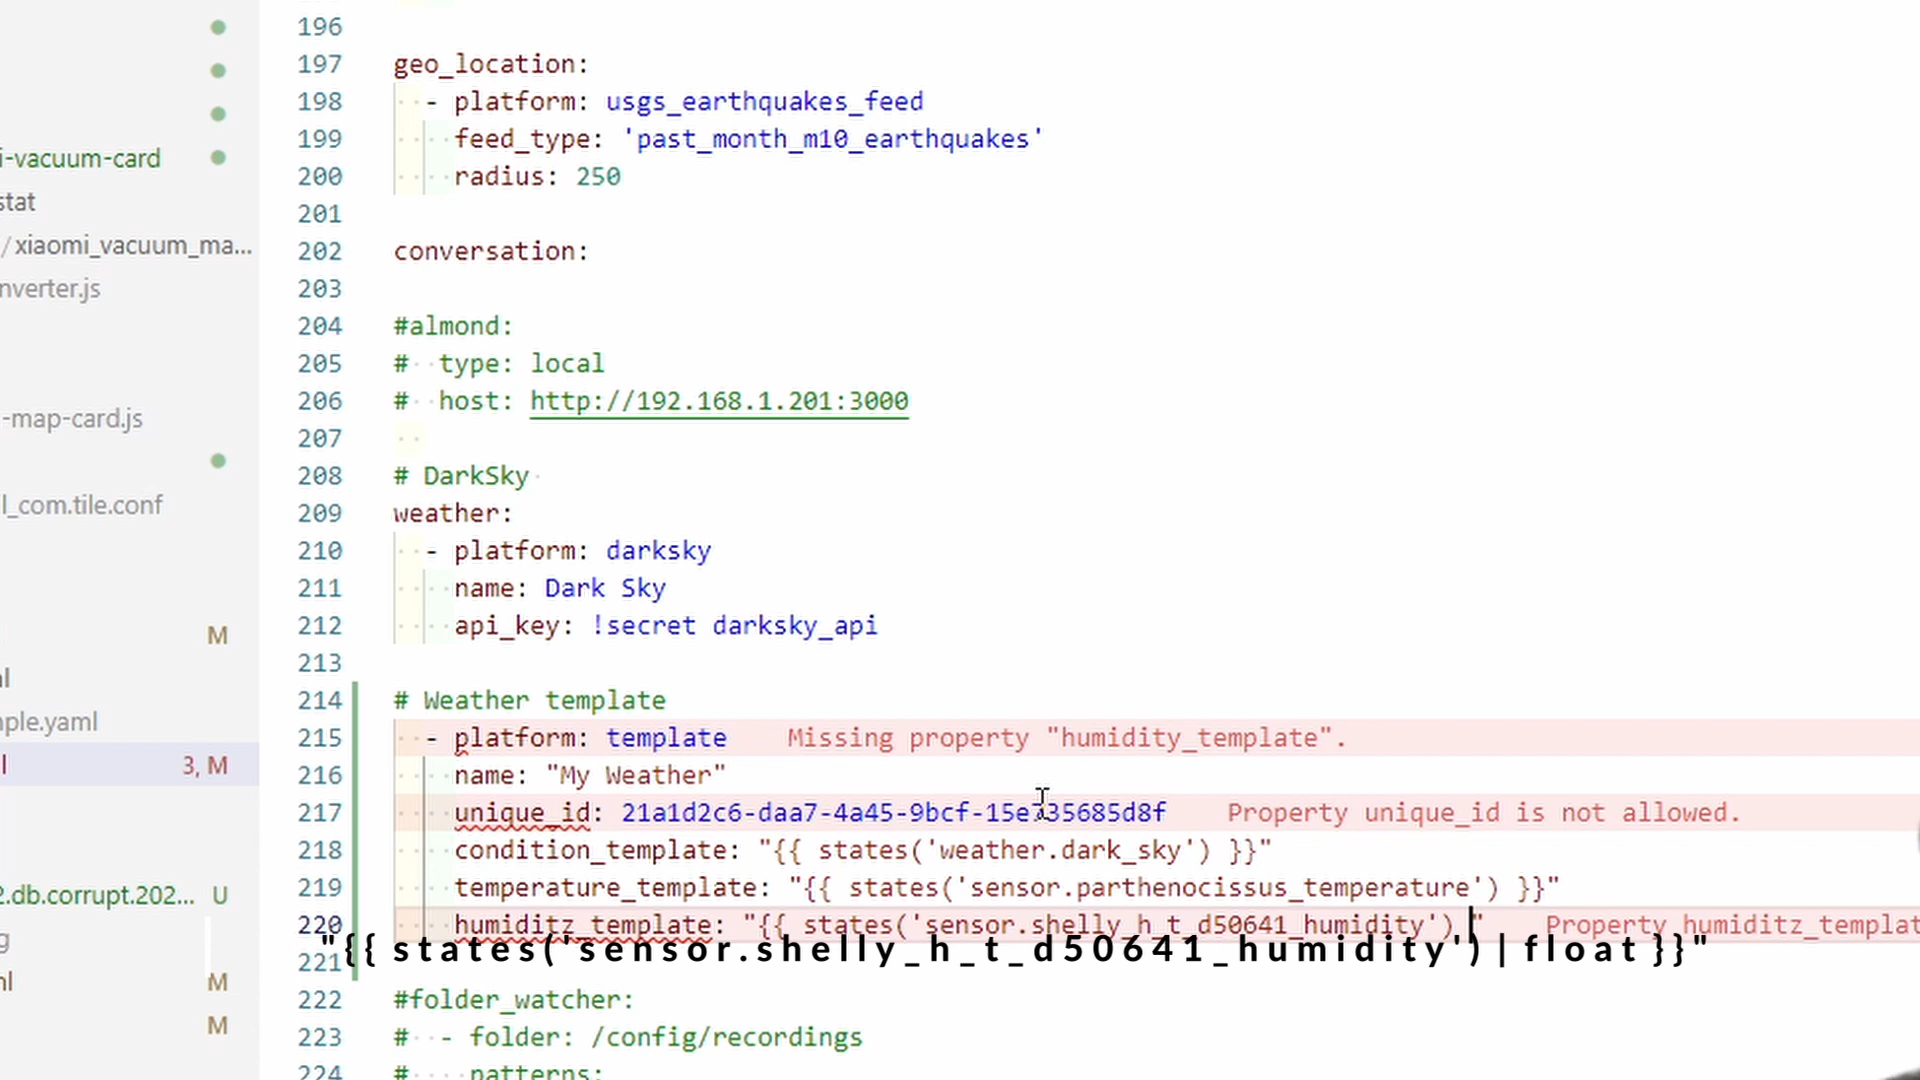 196
197 geo_location:
198 - platform: usgs_earthquakes_feed
199 feed_type: 'past_month_m10_earthquakes'
200 radius: 250
201
i-vacuum-card
stat
/xiaomi_vacuum_ma...
202 conversation:
203
nverter.js
204 #almond:
205 # type: local
206 # host: http://192.168.1.201:3000
-map-card.js
207
208 # DarkSky
l_com.tile.conf
209 weather:
210 - platform: darksky
211 name: Dark Sky
212 api_key: !secret darksky_api
M
213
214 # Weather template
ple.yaml
215 - platform: template Missing property "humidity_template".
3, M
216 name: "My Weather"
217 unique_id: 21a1d2c6-daa7-4a45-9bcf-15e735685d8f Property unique_id is not allowed.
218 condition_template: "{{ states('weather.dark_sky') }}"
219 temperature_template: "{{ states('sensor.parthenocissus_temperature') }}"
2.db.corrupt.202... U
220 humiditz_template: "{{ states('sensor.shelly_h_t_d50641_humidity') " Property humiditz_templat
"{{ states('sensor.shelly_h_t_d50641_humidity') | float }}"
221
M
222 #folder_watcher:
M
223 # - folder: /config/recordings
224 # patterns: